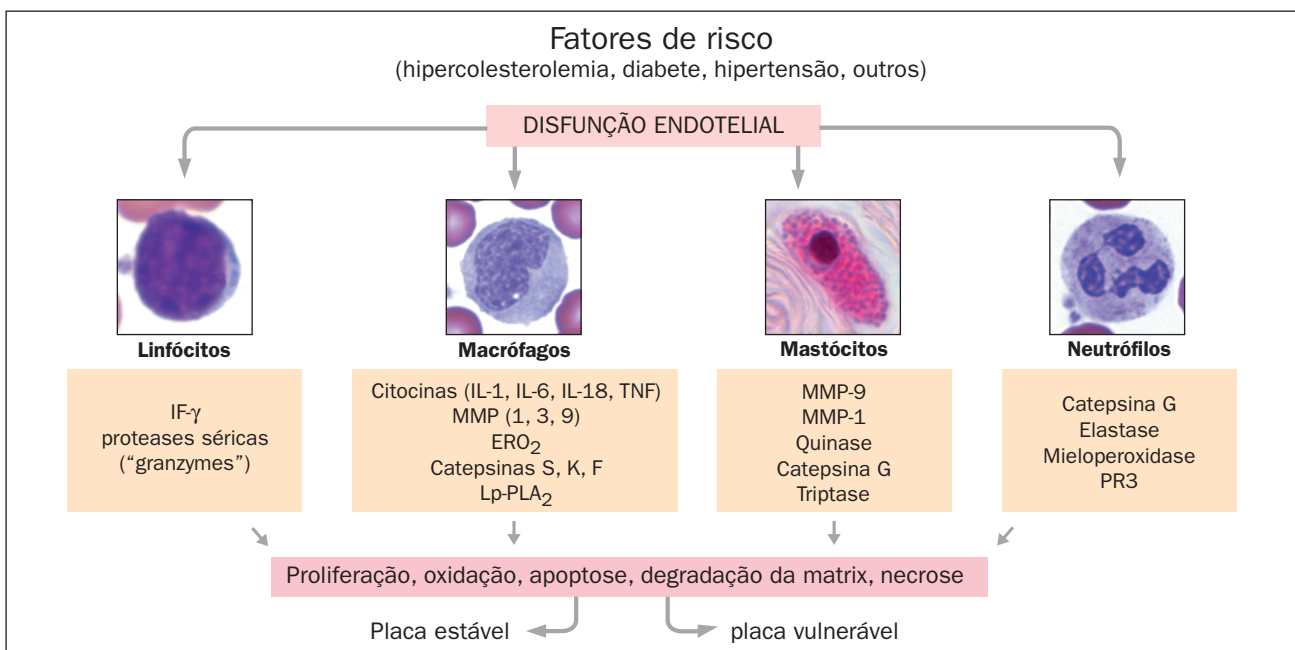 Fatores de risco
(hipercolesterolemia, diabete, hipertensão, outros)
DISFUNÇÃO ENDOTELIAL
Linfócitos
IF-γ
proteases séricas
(“granzymes”)
Macrófagos
Citocinas (IL-1, IL-6, IL-18, TNF)
MMP (1, 3, 9)
ERO₂
Catepsinas S, K, F
Lp-PLA₂
Mastócitos
MMP-9
MMP-1
Quinase
Catepsina G
Triptase
Neutrófilos
Catepsina G
Elastase
Mieloperoxidase
PR3
Proliferação, oxidação, apoptose, degradação da matrix, necrose
Placa estável
placa vulnerável